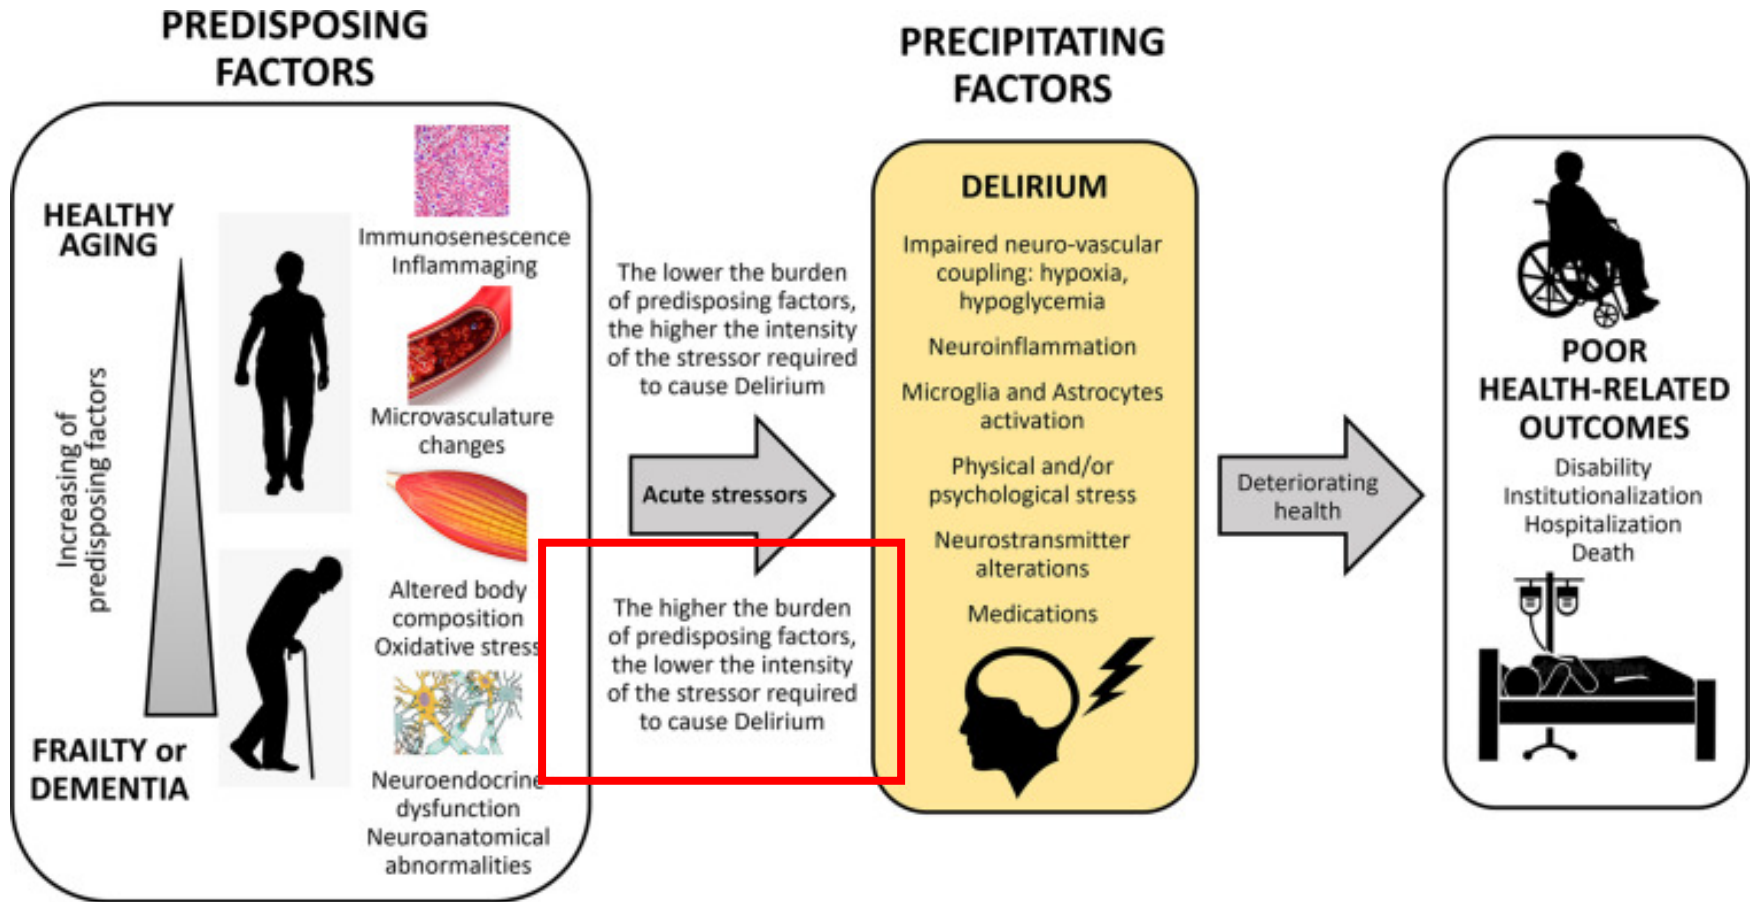 PREDISPOSING
FACTORS
HEALTHY
AGING
Increasing of
predisposing factors
FRAILTY or
DEMENTIA
Immunosenescence
Inflammaging
Microvasculature
changes
Altered body
composition
Oxidative stress
Neuroendocrine
dysfunction
Neuroanatomical
abnormalities
The lower the burden
of predisposing factors,
the higher the intensity
of the stressor required
to cause Delirium
Acute stressors
The higher the burden
of predisposing factors,
the lower the intensity
of the stressor required
to cause Delirium
PRECIPITATING
FACTORS
DELIRIUM
Impaired neuro-vascular
coupling: hypoxia,
hypoglycemia
Neuroinflammation
Microglia and Astrocytes
activation
Physical and/or
psychological stress
Neurostransmitter
alterations
Medications
Deteriorating
health
POOR
HEALTH-RELATED
OUTCOMES
Disability
Institutionalization
Hospitalization
Death